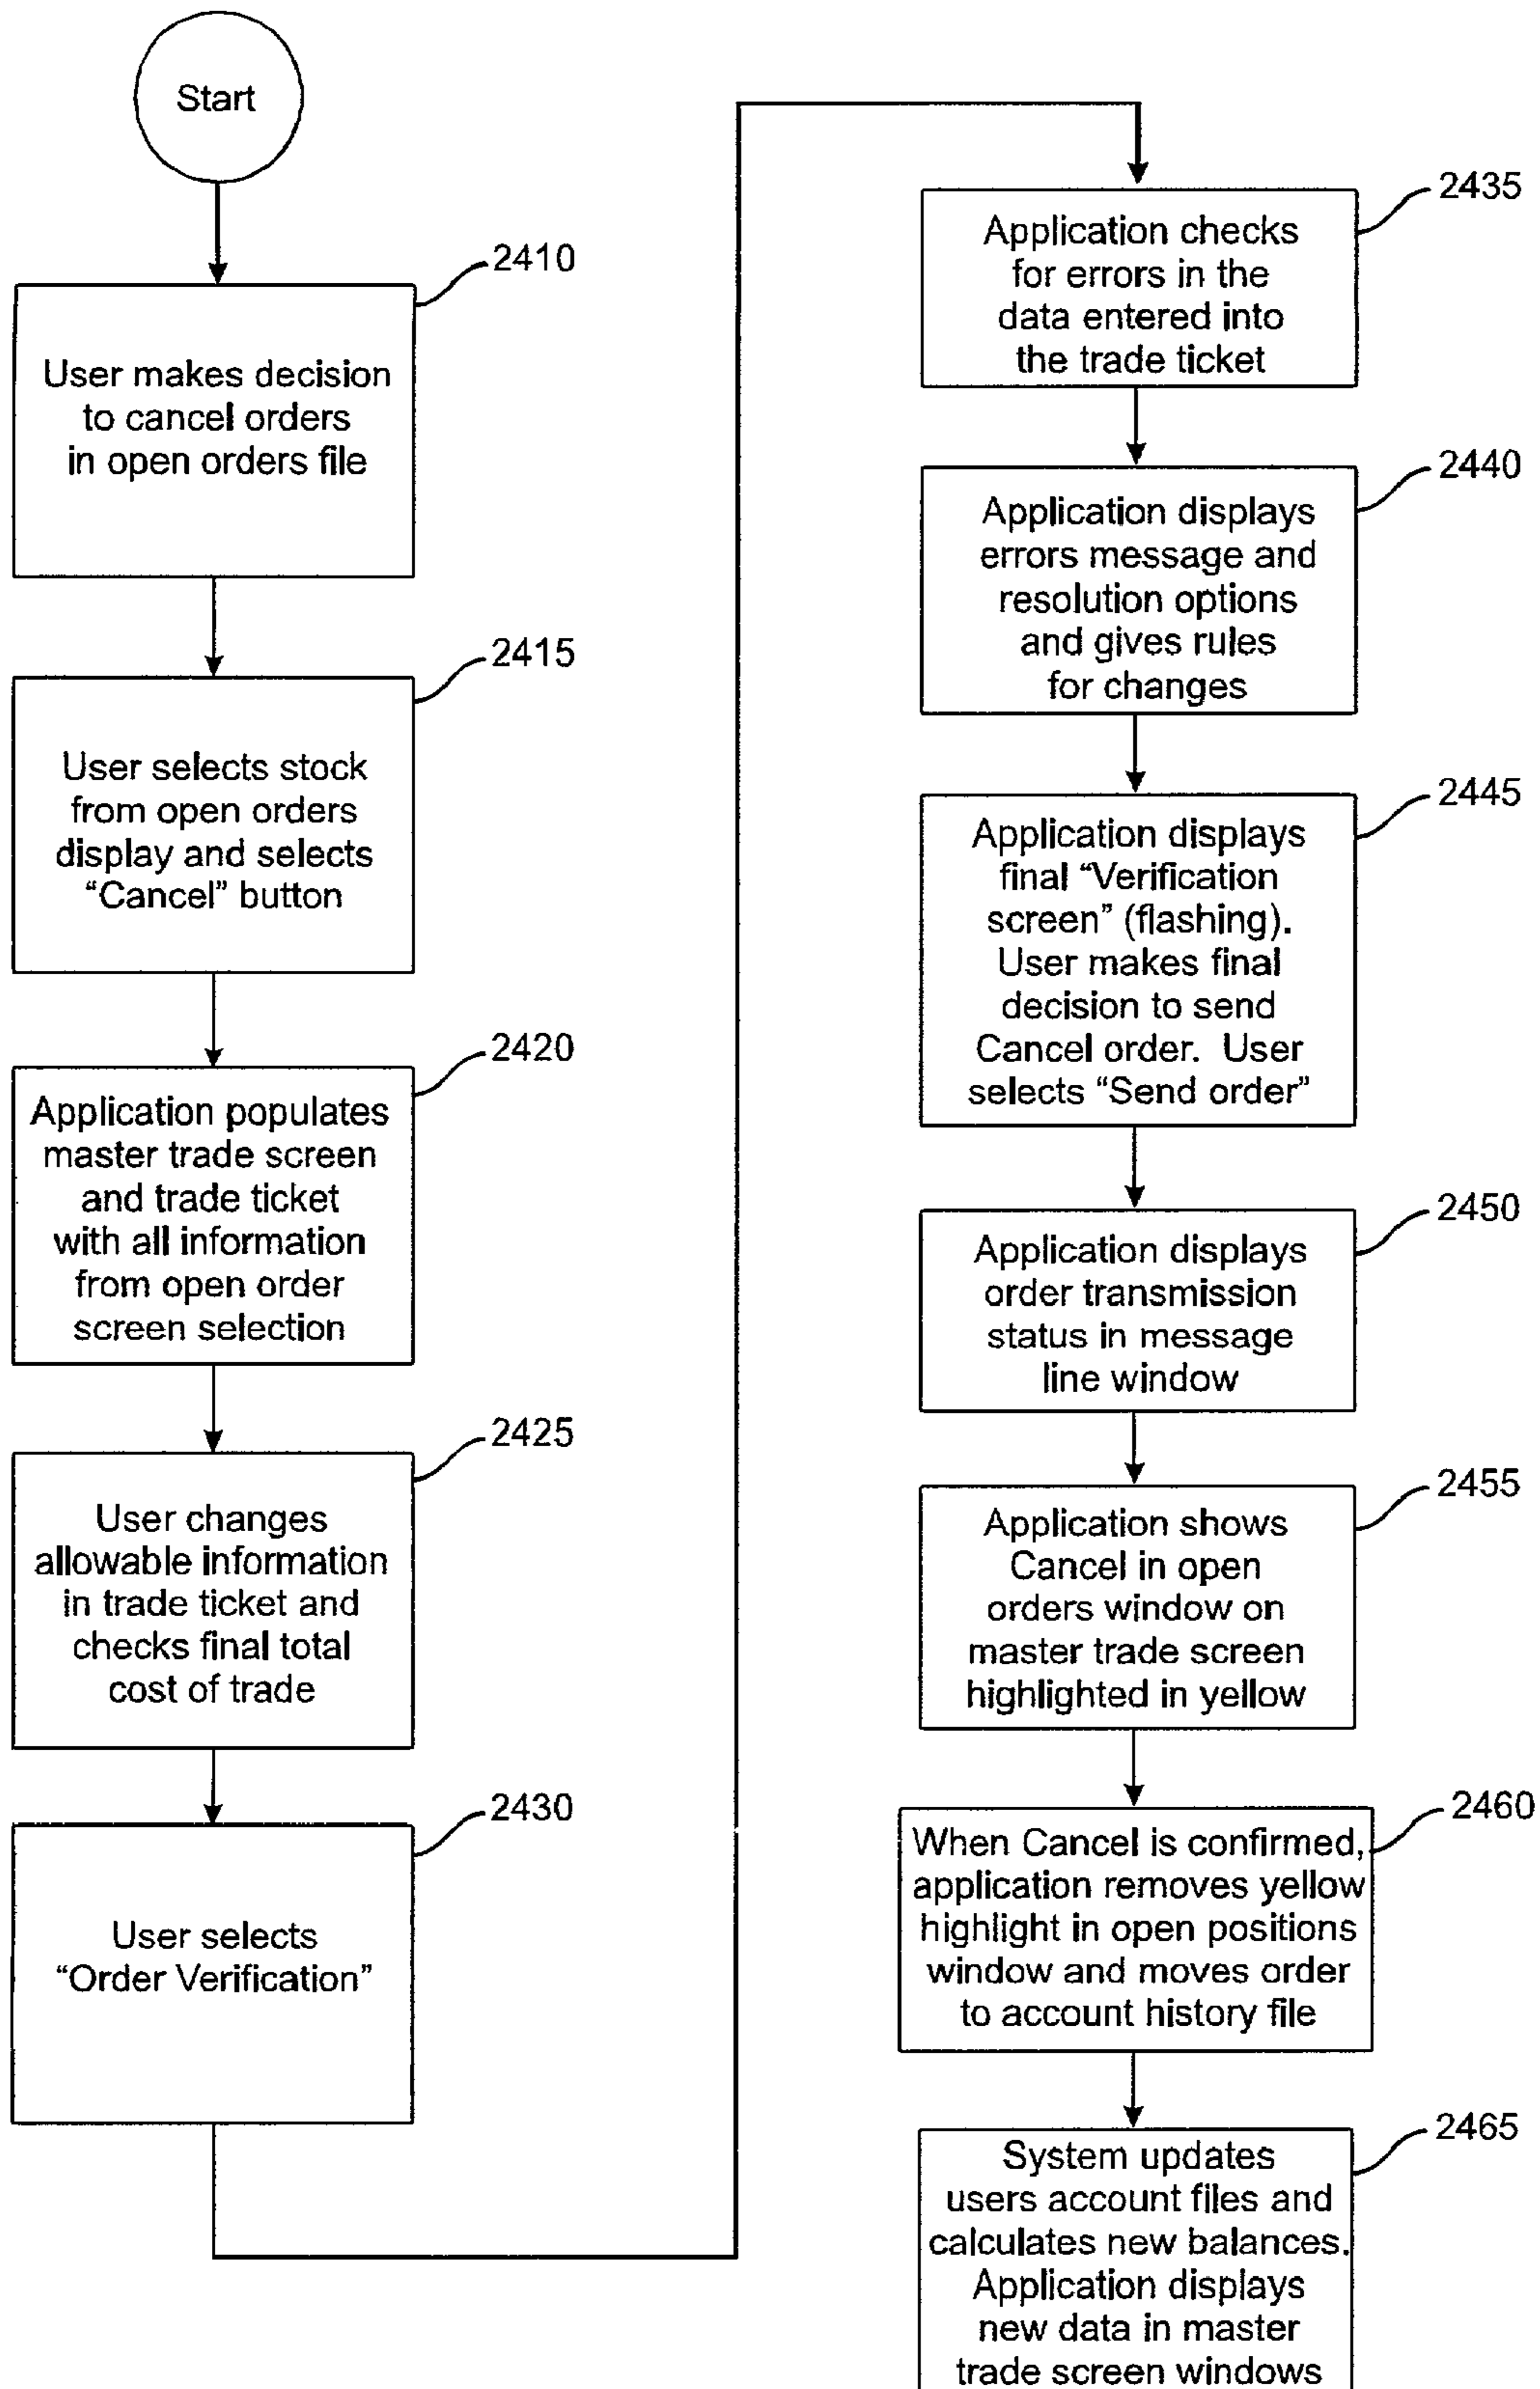 Start
2410
User makes decision
to cancel orders
in open orders file
2415
User selects stock
from open orders
display and selects
“Cancel” button
2420
Application populates
master trade screen
and trade ticket
with all information
from open order
screen selection
2425
User changes
allowable information
in trade ticket and
checks final total
cost of trade
2430
User selects
“Order Verification”
2435
Application checks
for errors in the
data entered into
the trade ticket
2440
Application displays
errors message and
resolution options
and gives rules
for changes
2445
Application displays
final “Verification
screen” (flashing).
User makes final
decision to send
Cancel order. User
selects “Send order”
2450
Application displays
order transmission
status in message
line window
2455
Application shows
Cancel in open
orders window on
master trade screen
highlighted in yellow
2460
When Cancel is confirmed,
application removes yellow
highlight in open positions
window and moves order
to account history file
2465
System updates
users account files and
calculates new balances.
Application displays
new data in master
trade screen windows